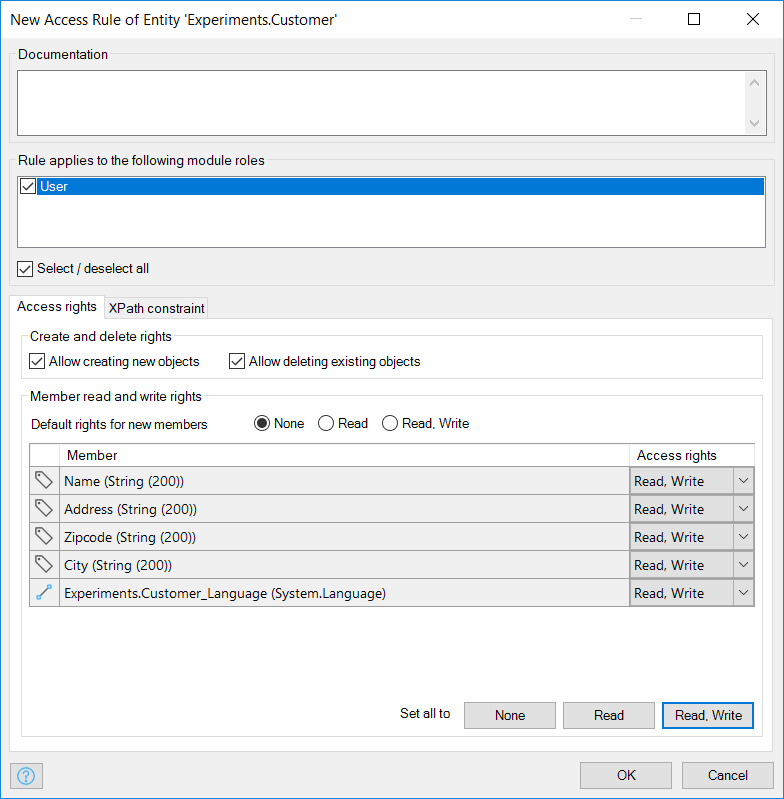 New Access Rule of Entity 'Experiments.Customer'
Documentation
Rule applies to the following module roles
User
Select / deselect all
Access rights XPath constraint
Create and delete rights
Allow creating new objects Allow deleting existing objects
Member read and write rights
Default rights for new members None Read Read, Write
Member Access rights
Name (String (200)) Read, Write
Address (String (200)) Read, Write
Zipcode (String (200)) Read, Write
City (String (200)) Read, Write
Experiments.Customer_Language (System.Language) Read, Write
Set all to None Read Read, Write
? OK Cancel